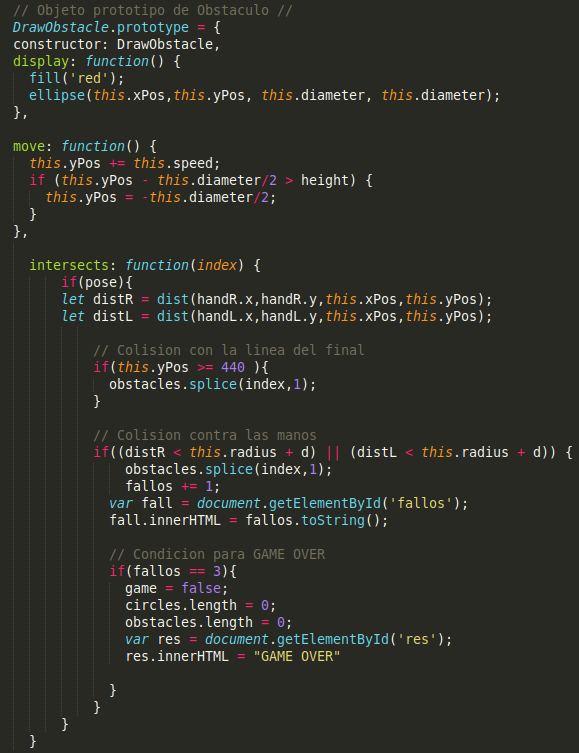 // Objeto prototipo de Obstaculo //
DrawObstacle.prototype = {
constructor: DrawObstacle,
display: function() {
  fill('red');
  ellipse(this.xPos,this.yPos, this.diameter, this.diameter);
},
move: function() {
  this.yPos += this.speed;
  if (this.yPos - this.diameter/2 > height) {
    this.yPos = -this.diameter/2;
  }
},
  intersects: function(index) {
      if(pose){
      let distR = dist(handR.x,handR.y,this.xPos,this.yPos);
      let distL = dist(handL.x,handL.y,this.xPos,this.yPos);
          // Colision con la linea del final
          if(this.yPos >= 440 ){
            obstacles.splice(index,1);
          }
          // Colision contra las manos
          if((distR < this.radius + d) || (distL < this.radius + d)) {
              obstacles.splice(index,1);
              fallos += 1;
            var fall = document.getElementById('fallos');
            fall.innerHTML = fallos.toString();
            // Condicion para GAME OVER
            if(fallos == 3){
              game = false;
              circles.length = 0;
              obstacles.length = 0;
              var res = document.getElementById('res');
              res.innerHTML = "GAME OVER"
            }
          }
      }
  }